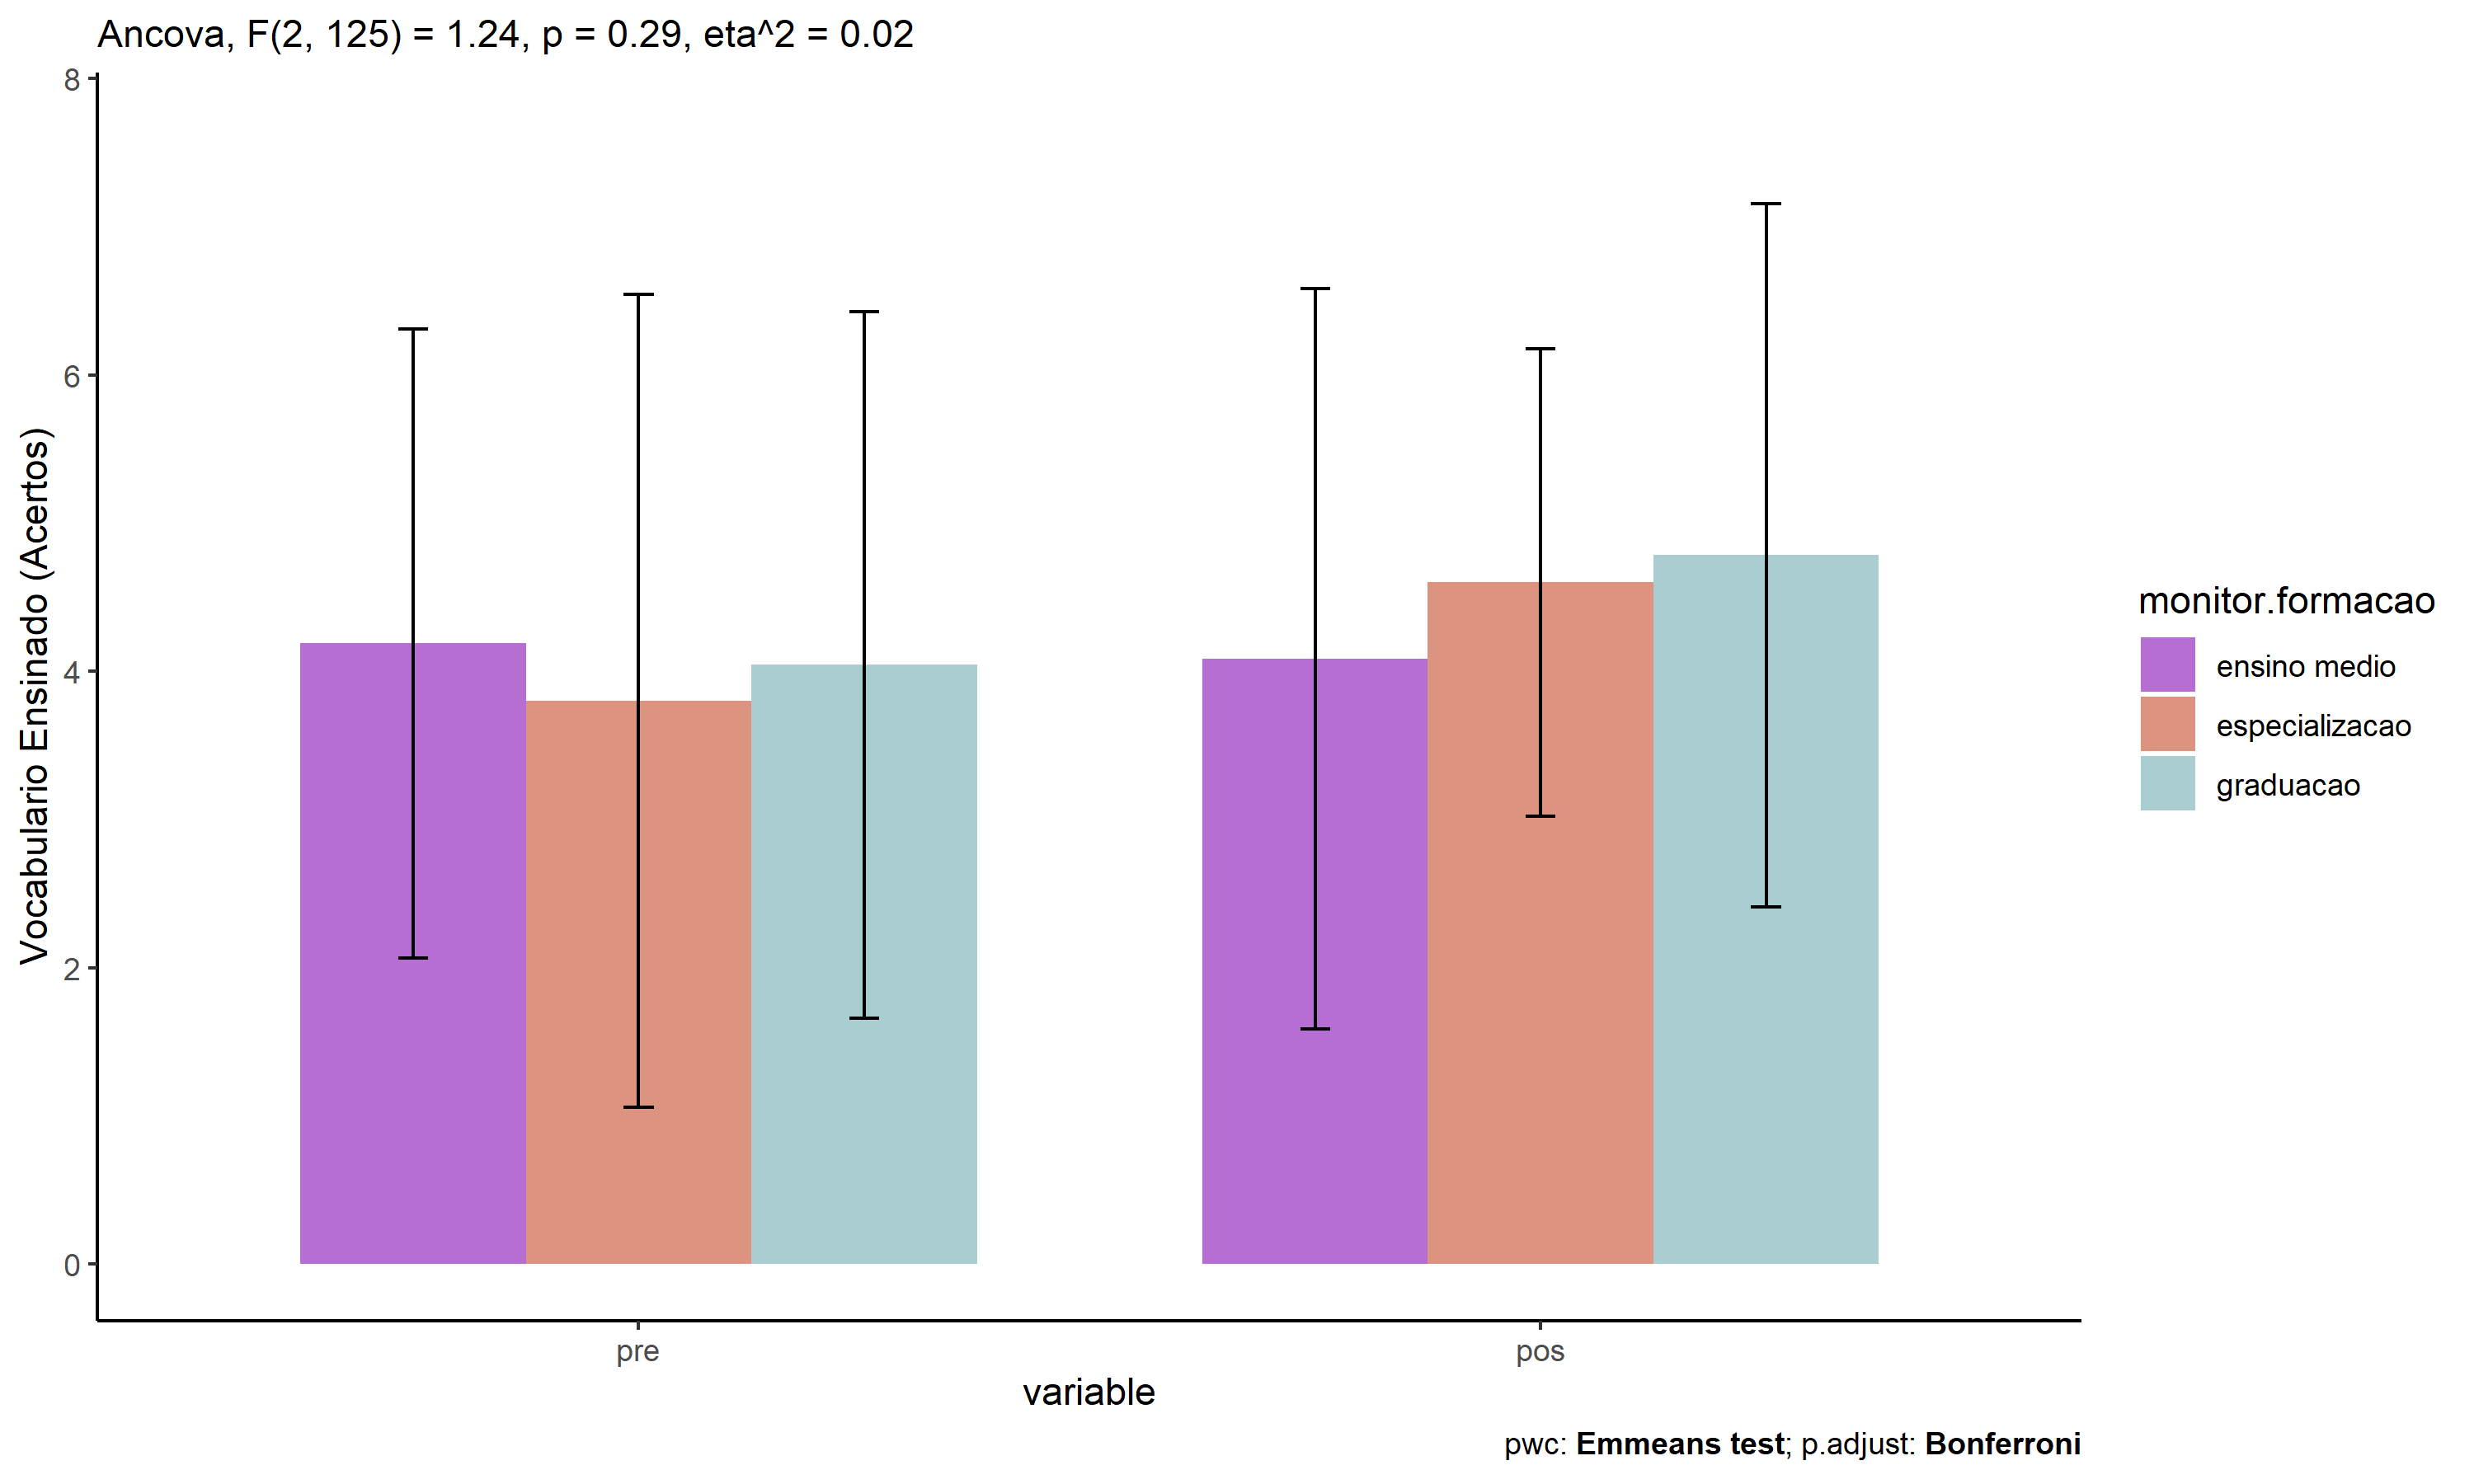 Ancova, F(2, 125) = 1.24, p = 0.29, eta^2 = 0.02
Vocabulario Ensinado (Acertos)
8
6
4
2
0
pre
pos
variable
monitor.formacao
ensino medio
especializacao
graduacao
pwc: Emmeans test; p.adjust: Bonferroni